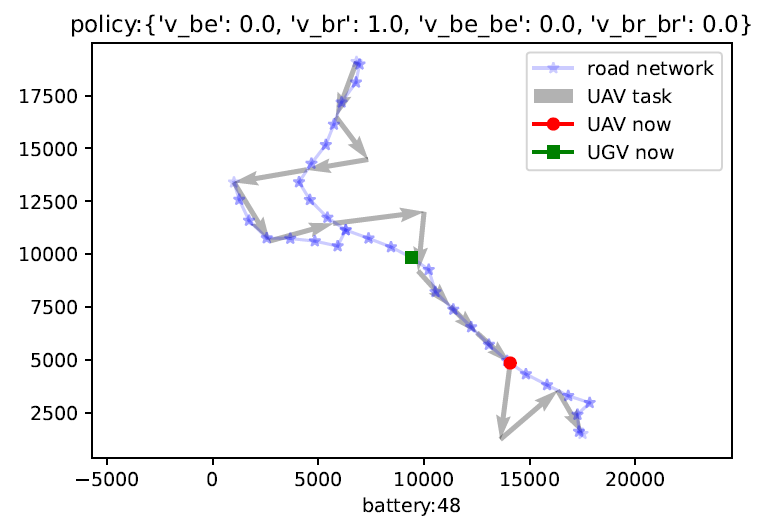 policy:{'v_be': 0.0, 'v_br': 1.0, 'v_be_be': 0.0, 'v_br_br': 0.0}
road network
UAV task
UAV now
UGV now
17500
15000
12500
10000
7500
5000
2500
−5000 0 5000 10000 15000 20000
battery:48